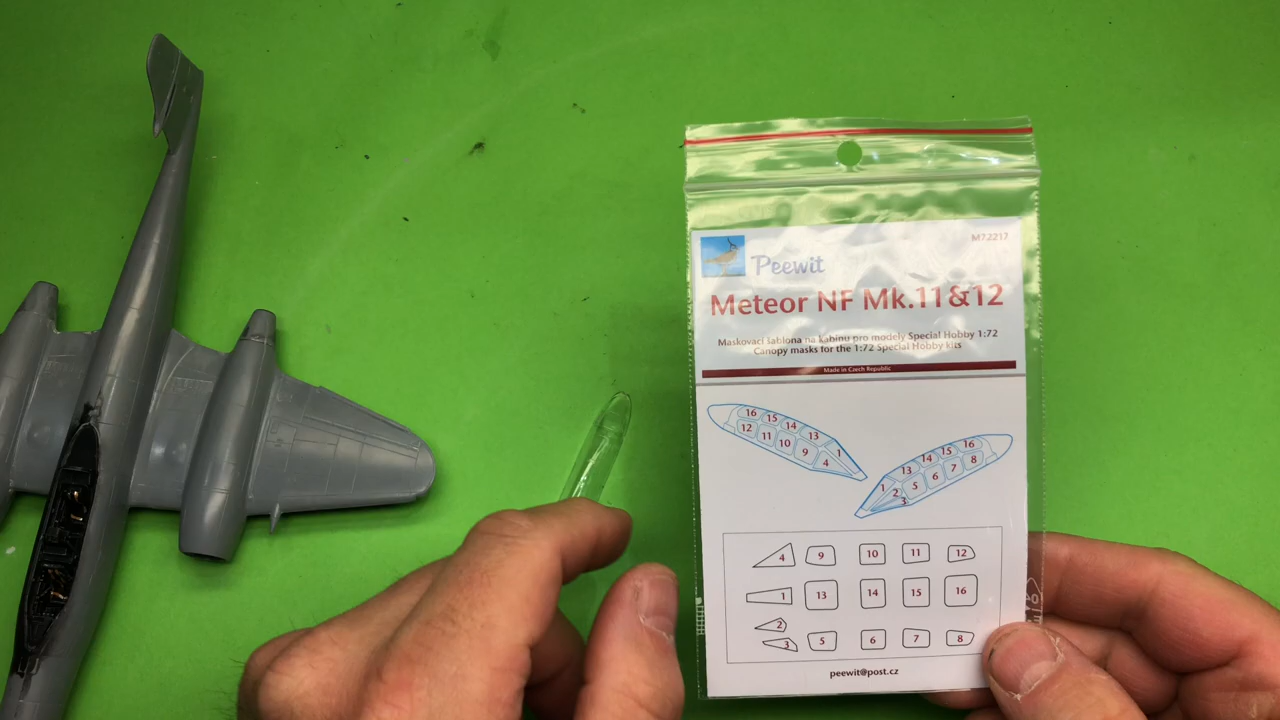 M72217
Peewit
Meteor NF Mk.11&12
Maskovací šablona na kabinu pro modely Special Hobby 1:72
Canopy masks for the 1:72 Special Hobby kits
Made in Czech Republic
16 15 14 13 1
12 11 10 9 4
13 14 15 16
1 2 3 5 6 7 8
4 9 10 11 12
1 13 14 15 16
2
3 5 6 7 8
peewit@post.cz